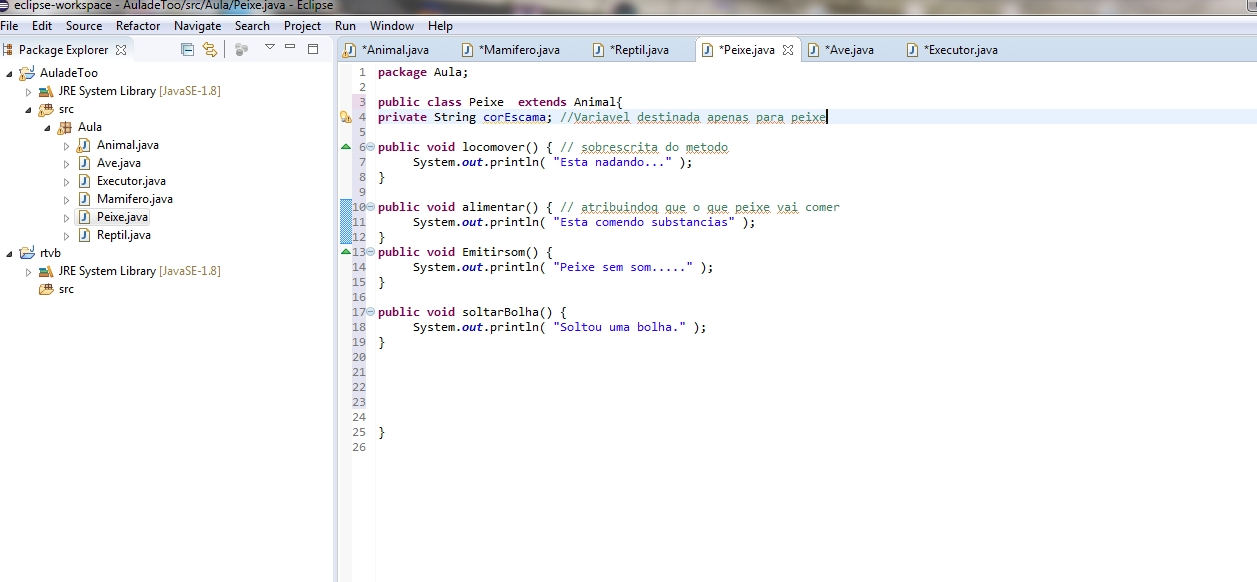 eclipse-workspace - AuladeToo/src/Aula/Peixe.java - Eclipse
File Edit Source Refactor Navigate Search Project Run Window Help
Package Explorer
AuladeToo
JRE System Library [JavaSE-1.8]
src
Aula
Animal.java
Ave.java
Executor.java
Mamifero.java
Peixe.java
Reptil.java
rtvb
JRE System Library [JavaSE-1.8]
src
*Animal.java *Mamifero.java *Reptil.java *Peixe.java *Ave.java *Executor.java
1 package Aula;
2
3 public class Peixe  extends Animal{
4 private String corEscama; //Variavel destinada apenas para peixe
5
6 public void locomover() { // sobrescrita do metodo
7 System.out.println( "Esta nadando..." );
8 }
9
10 public void alimentar() { // atribuindoq que o que peixe vai comer
11 System.out.println( "Esta comendo substancias" );
12 }
13 public void Emitirsom() {
14 System.out.println( "Peixe sem som....." );
15 }
16
17 public void soltarBolha() {
18 System.out.println( "Soltou uma bolha." );
19 }
20
21
22
23
24
25 }
26